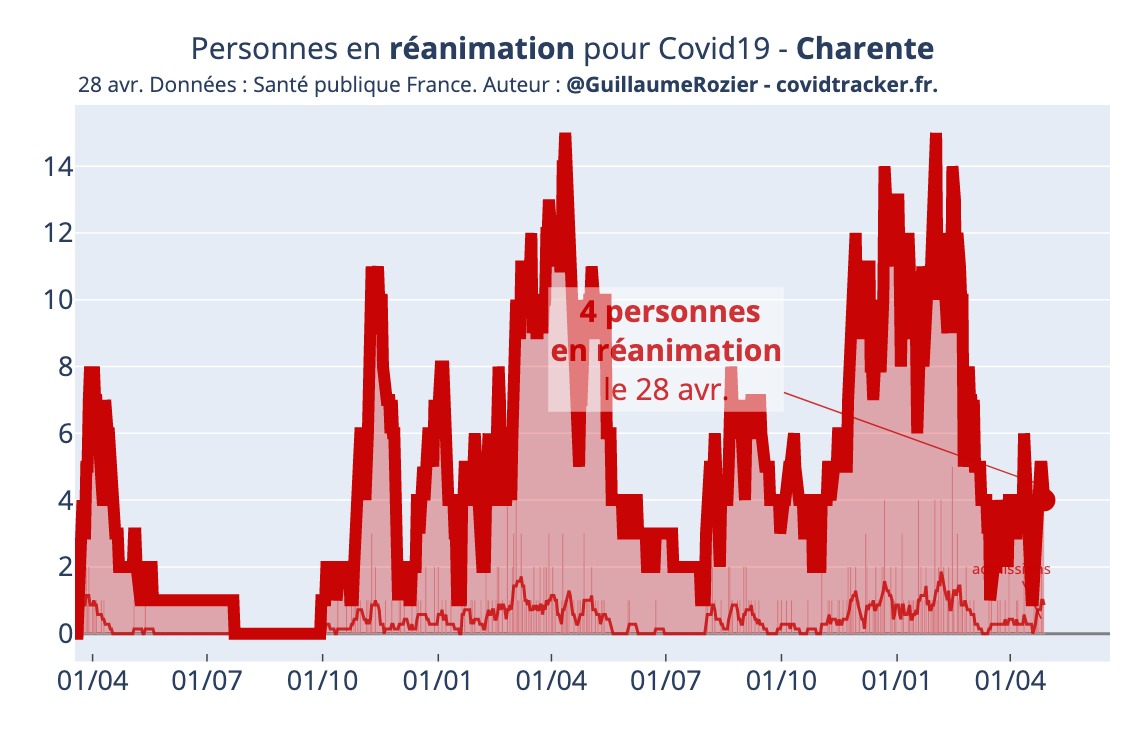 Personnes en réanimation pour Covid19 - Charente
28 avr. Données : Santé publique France. Auteur : @GuillaumeRozier - covidtracker.fr.
14
12
10
8
6
4
2
0
4 personnes
en réanimation
le 28 avr.
admissions
01/04 01/07 01/10 01/01 01/04 01/07 01/10 01/01 01/04